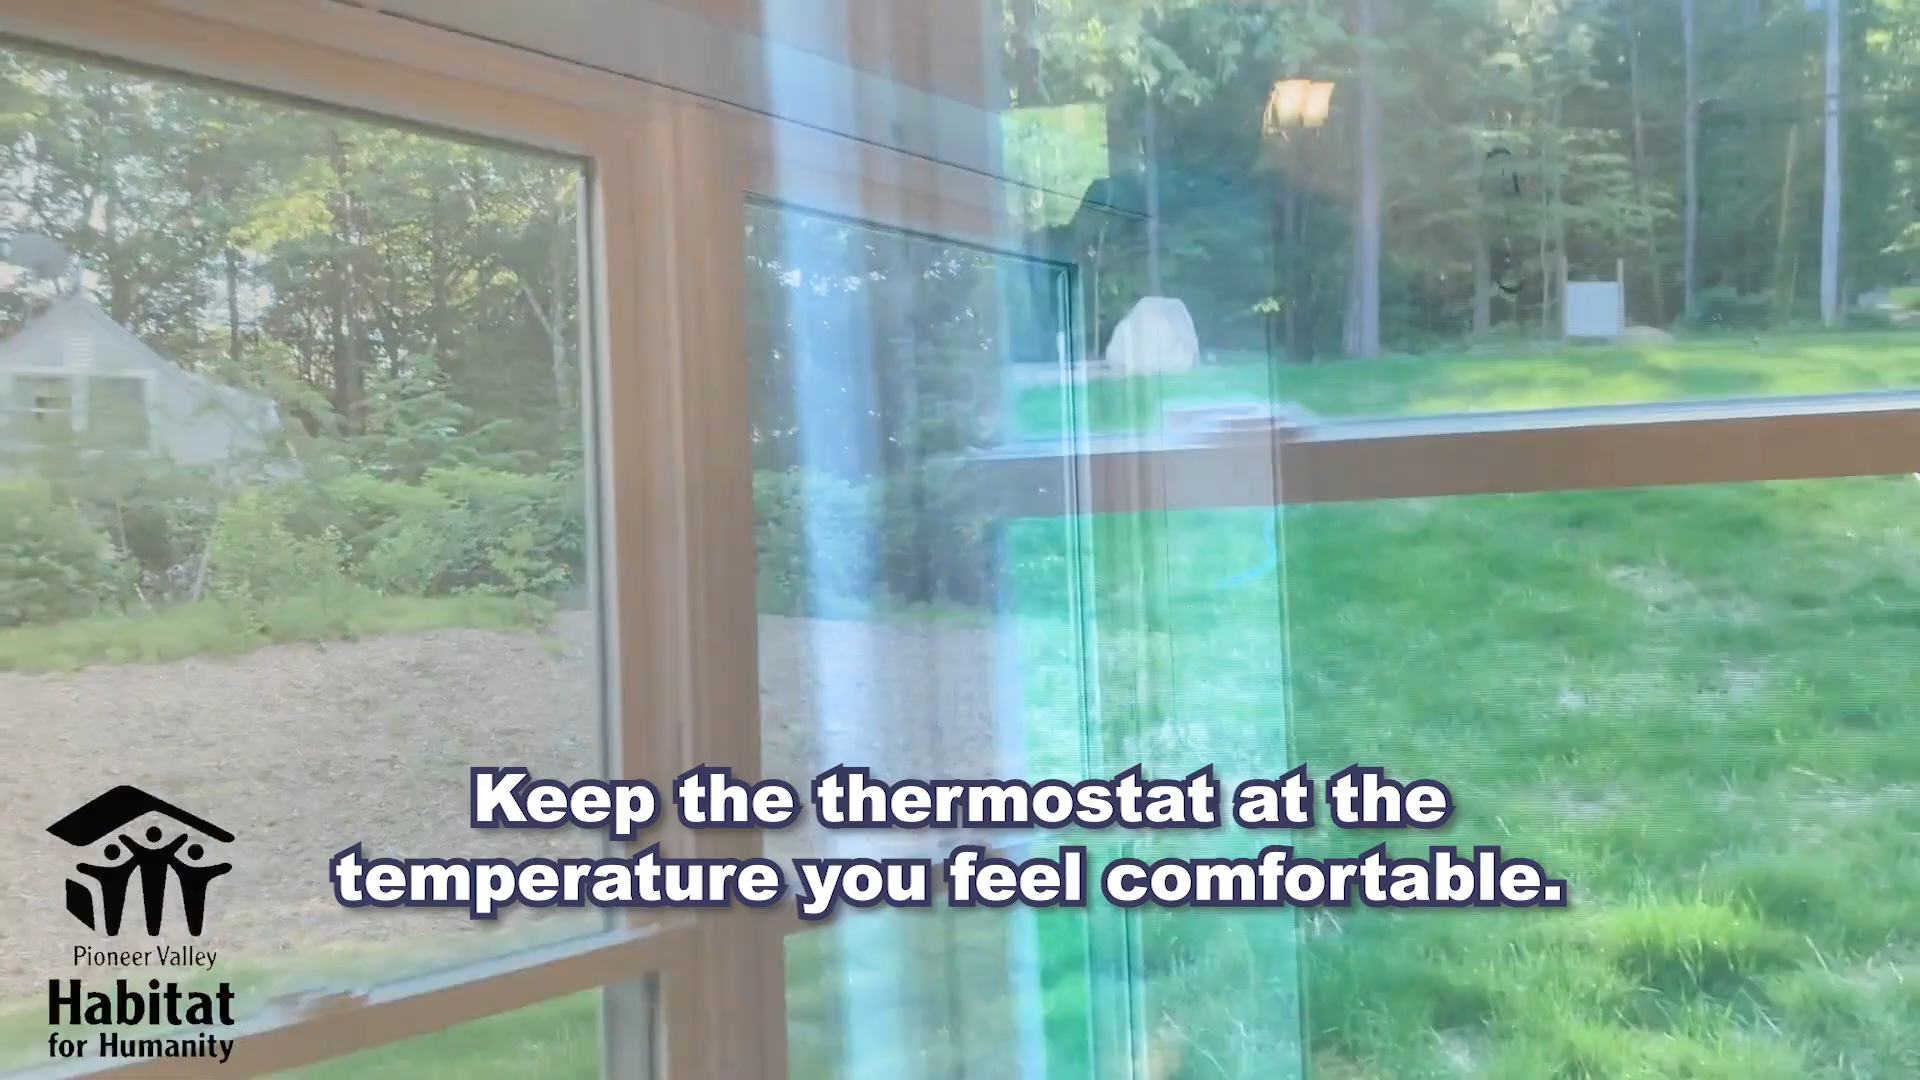 Keep the thermostat at the
temperature you feel comfortable.
Pioneer Valley
Habitat
for Humanity